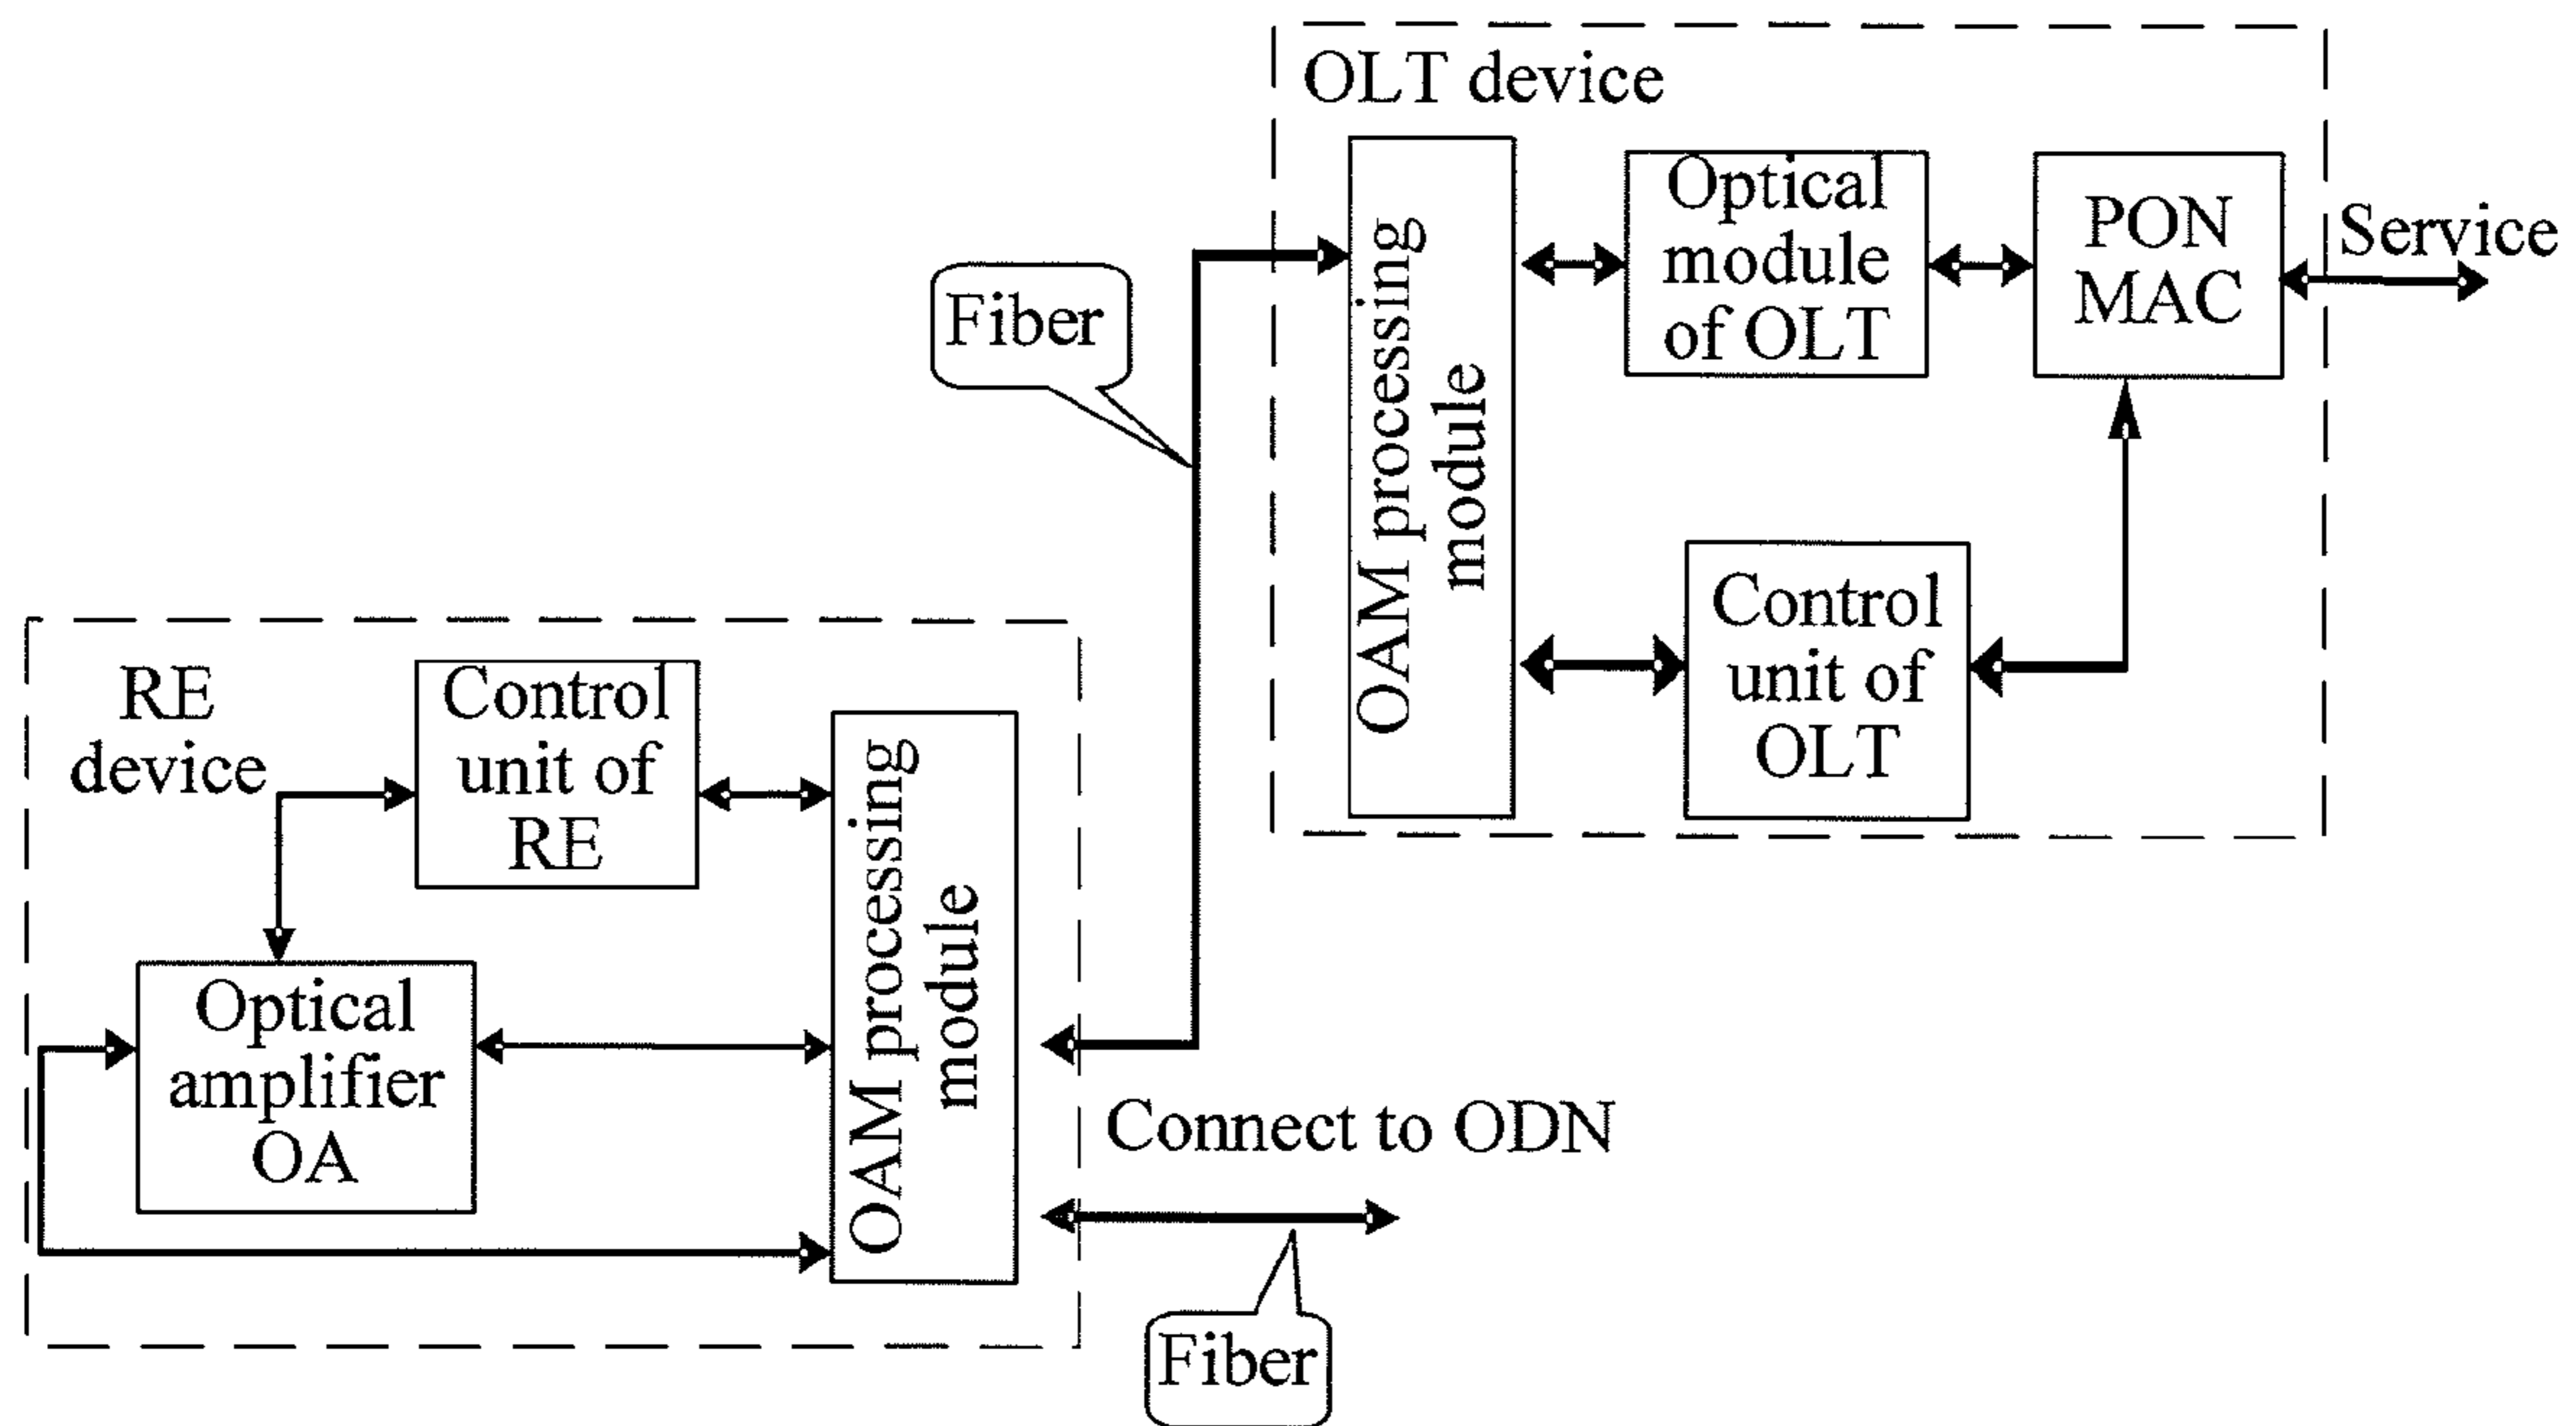 OLT device
OAM processing
module
Optical
module
of OLT
PON
MAC
Service
Fiber
Control
unit of
OLT
RE
device
Control
unit of
RE
OAM processing
module
Optical
amplifier
OA
Connect to ODN
Fiber